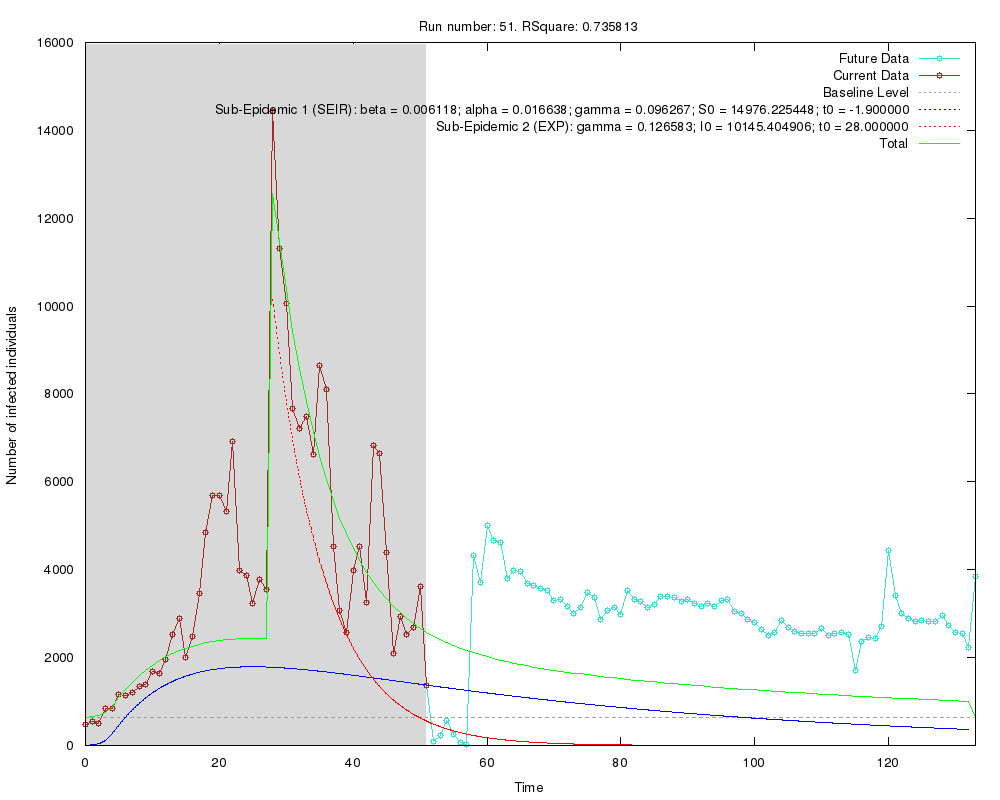 Run number: 51. RSquare: 0.735813
16000
14000
12000
10000
8000
6000
4000
2000
0
Number of infected individuals
Future Data
Current Data
Baseline Level
Sub-Epidemic 1 (SEIR): beta = 0.006118; alpha = 0.016638; gamma = 0.096267; S0 = 14976.225448; t0 = -1.900000
Sub-Epidemic 2 (EXP): gamma = 0.126583; I0 = 10145.404906; t0 = 28.000000
Total
0 20 40 60 80 100 120
Time